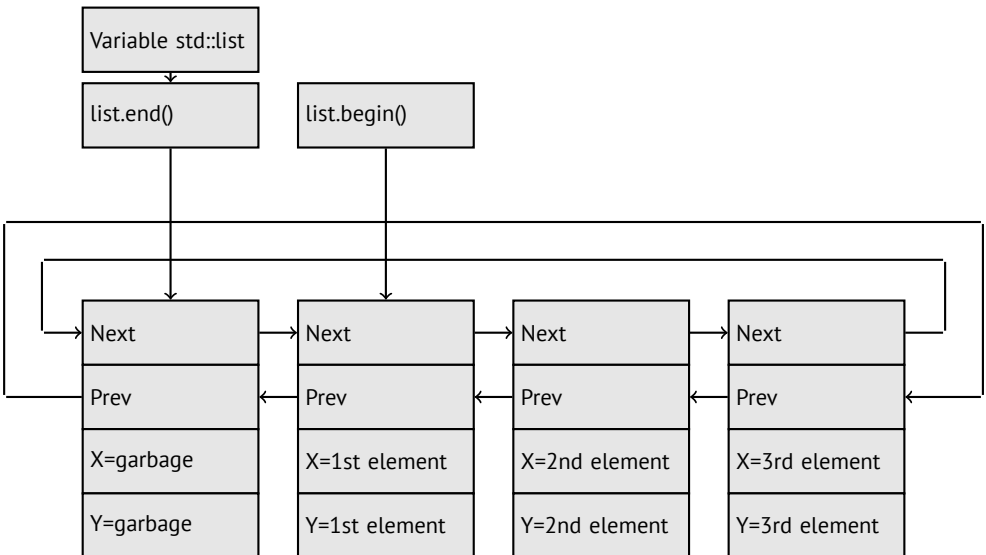 Variable std::list
list.end()
list.begin()
Next
Next
Next
Next
Prev
Prev
Prev
Prev
X=garbage
X=1st element
X=2nd element
X=3rd element
Y=garbage
Y=1st element
Y=2nd element
Y=3rd element